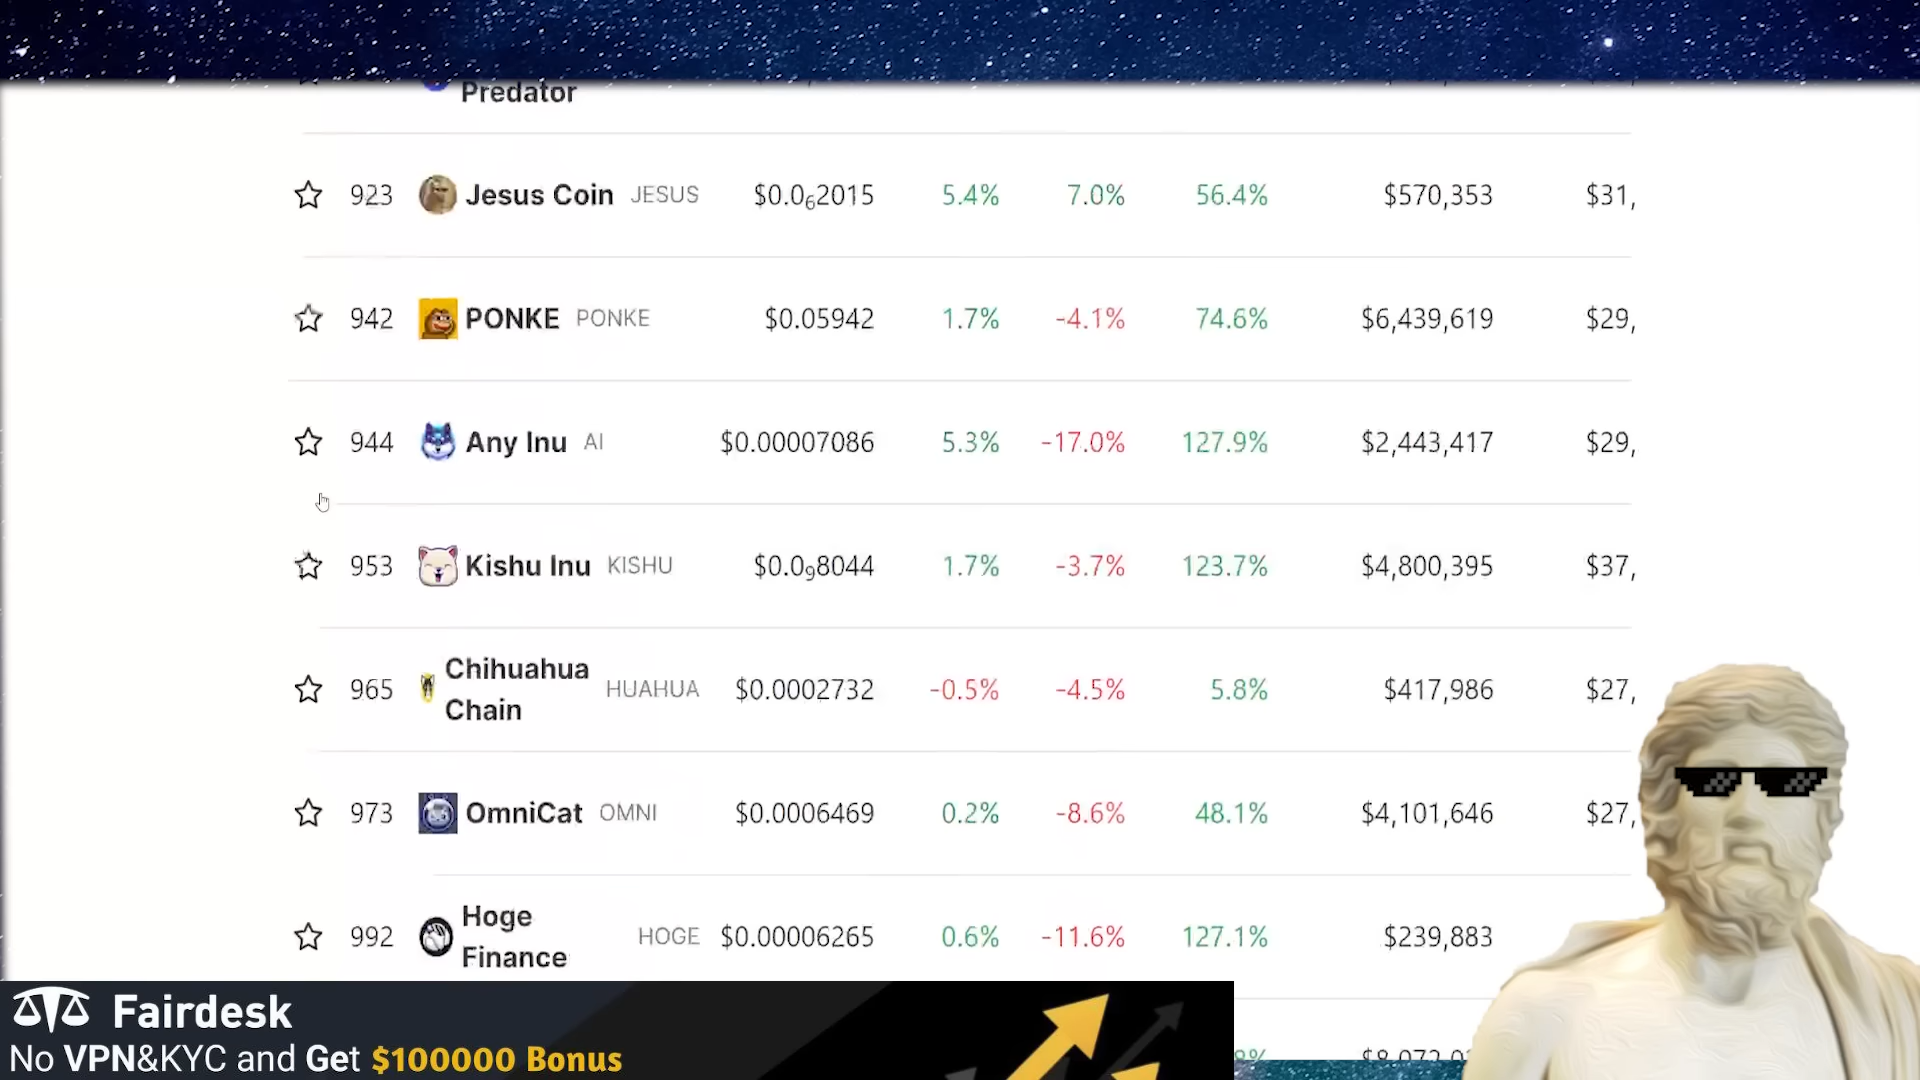 Predator
923 Jesus Coin JESUS $0.0₆2015 5.4% 7.0% 56.4% $570,353 $31,
942 PONKE PONKE $0.05942 1.7% -4.1% 74.6% $6,439,619 $29,
944 Any Inu AI $0.00007086 5.3% -17.0% 127.9% $2,443,417 $29,
953 Kishu Inu KISHU $0.0₉8044 1.7% -3.7% 123.7% $4,800,395 $37,
Chihuahua
965 HUAHUA $0.0002732 -0.5% -4.5% 5.8% $417,986 $27,
Chain
973 OmniCat OMNI $0.0006469 0.2% -8.6% 48.1% $4,101,646 $27,
Hoge
992 HOGE $0.00006265 0.6% -11.6% 127.1% $239,883
Finance
Fairdesk
No VPN&KYC and Get $100000 Bonus